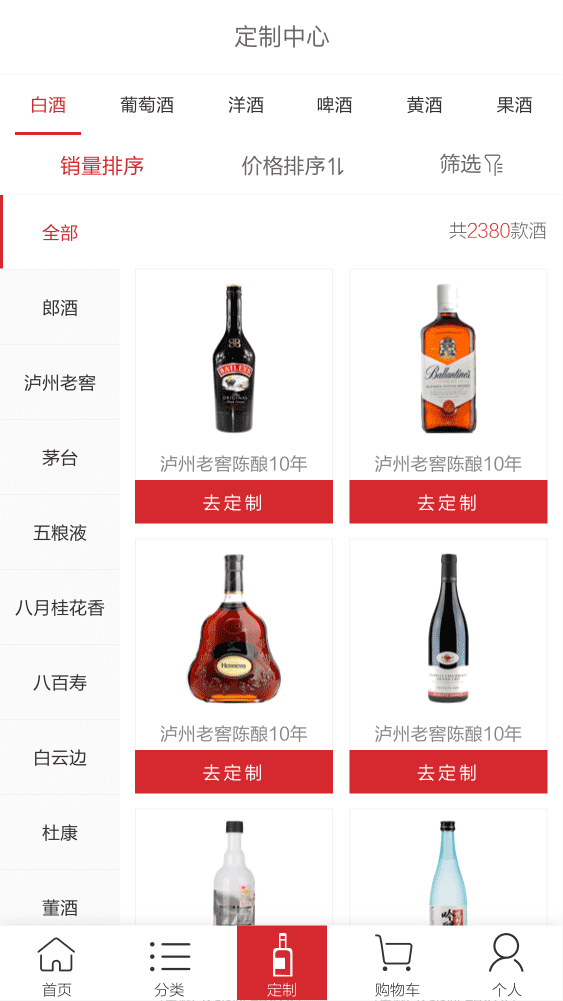 定制中心
白酒 葡萄酒 洋酒 啤酒 黄酒 果酒
销量排序 价格排序 筛选
全部 共2380款酒
郎酒
泸州老窖
茅台
五粮液
八月桂花香
八百寿
白云边
杜康
董酒
BAILEYS
ORIGINAL
Ballantine's
泸州老窖陈酿10年 泸州老窖陈酿10年
去定制 去定制
Hennessy
泸州老窖陈酿10年 泸州老窖陈酿10年
去定制 去定制
首页 分类 定制 购物车 个人